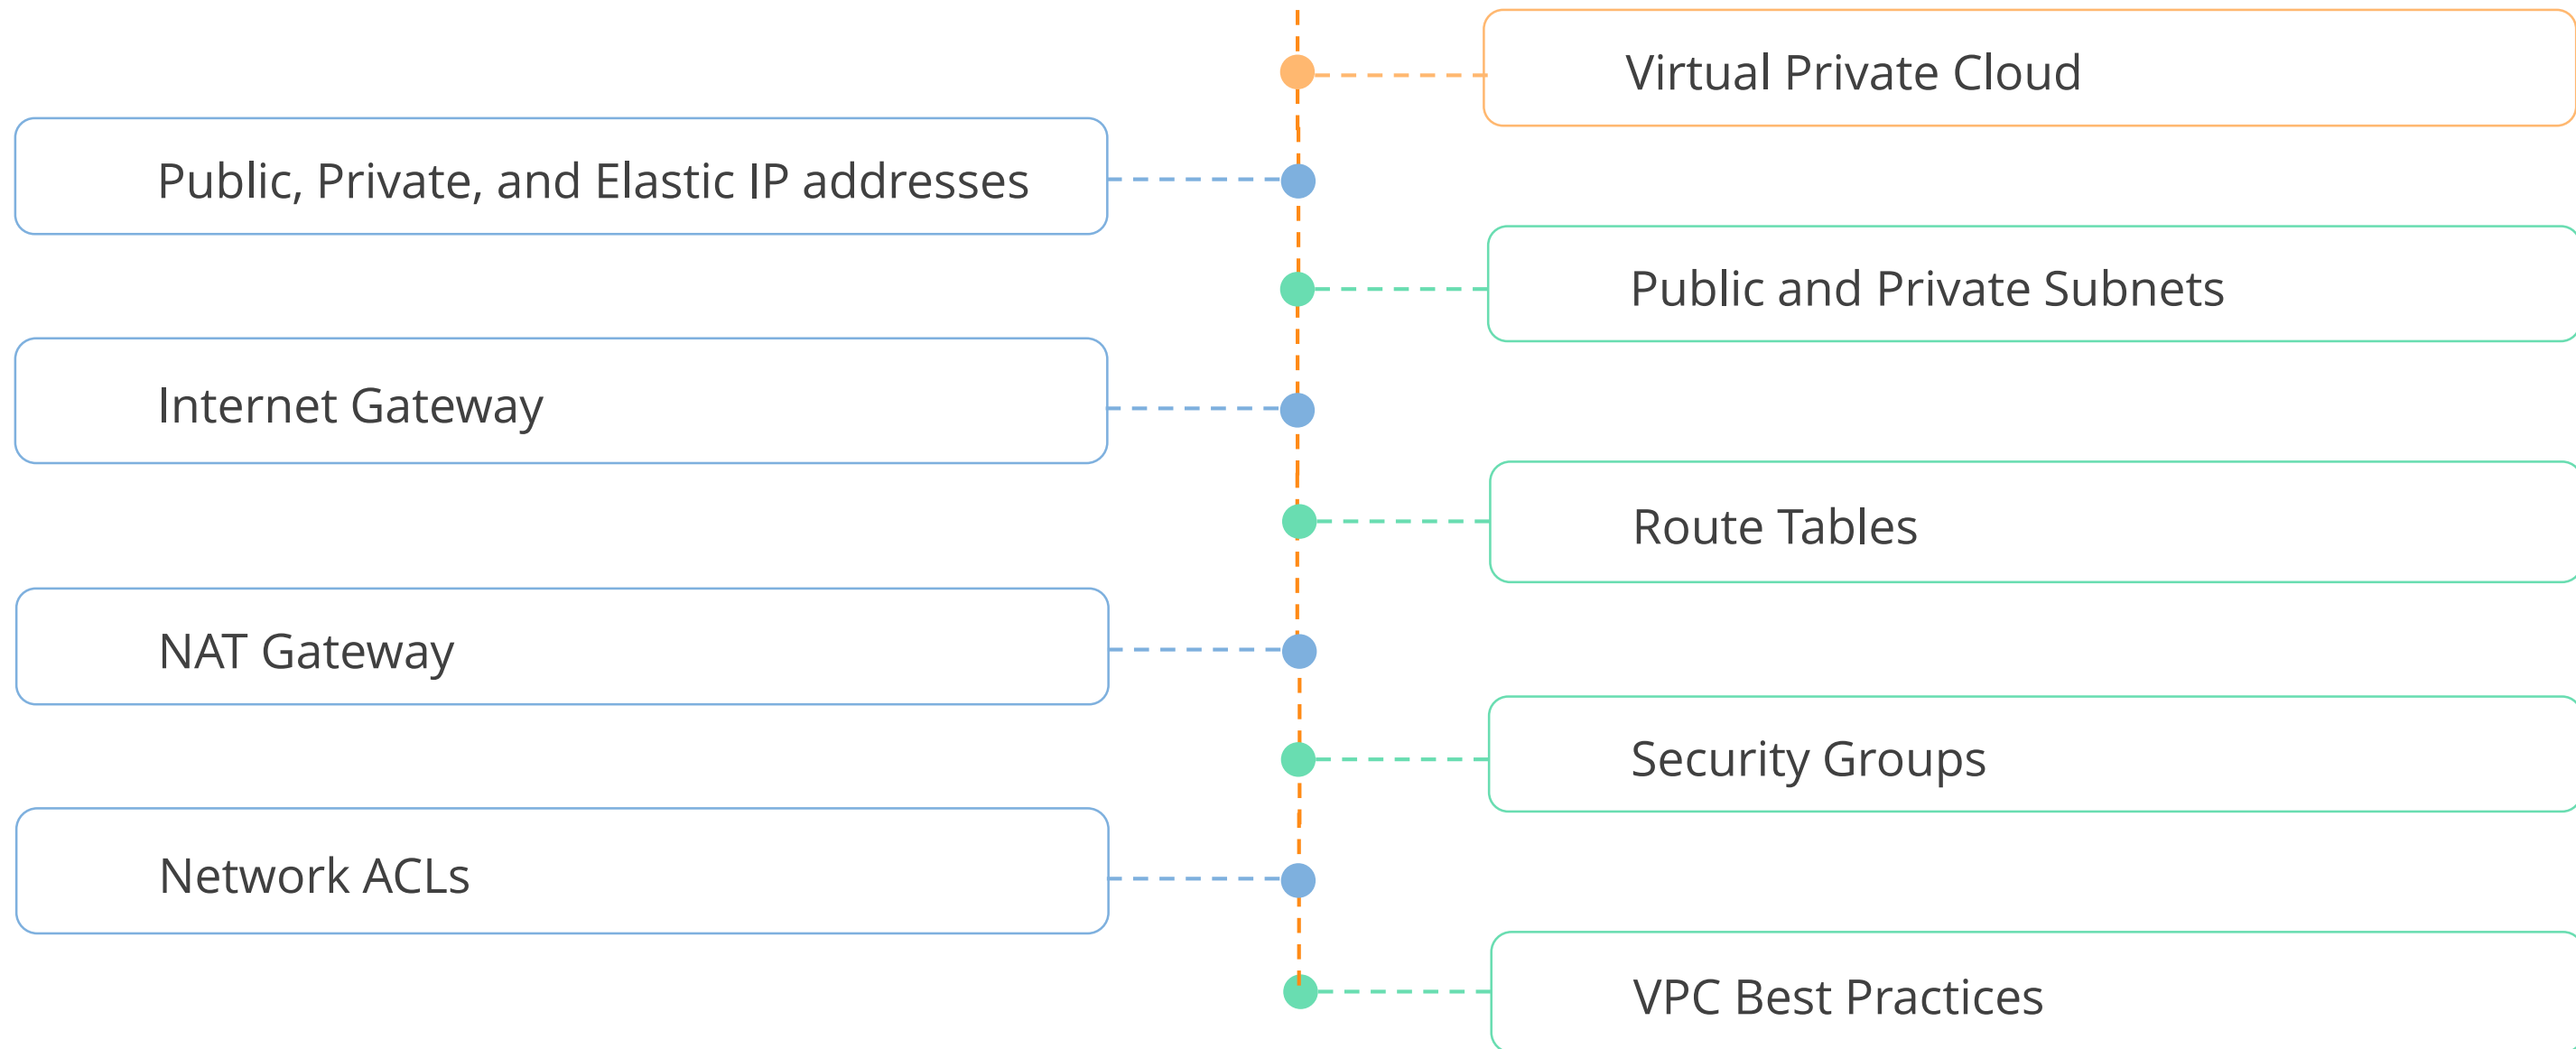 Virtual Private Cloud
Public, Private, and Elastic IP addresses
Public and Private Subnets
Internet Gateway
Route Tables
NAT Gateway
Security Groups
Network ACLs
VPC Best Practices